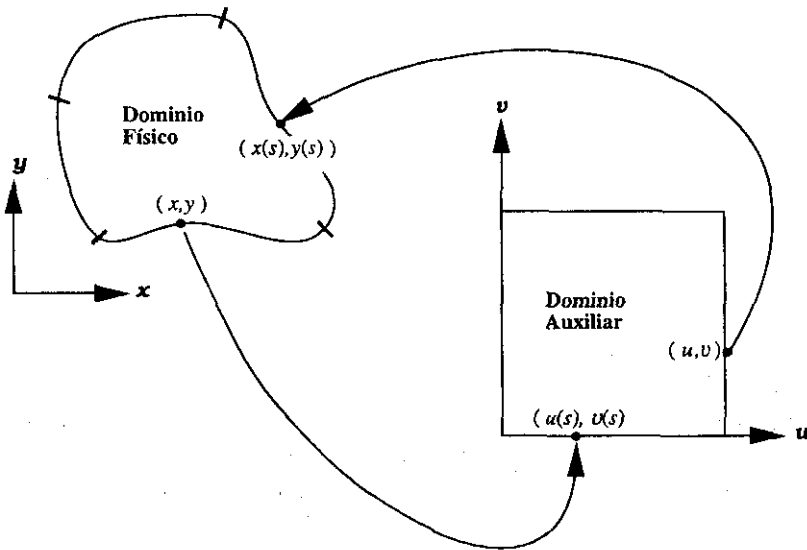 Dominio
Físico
( x(s),y(s) )
y
(x,y )
x
v
Dominio
Auxiliar
( u,v)
( u(s), v(s)
u